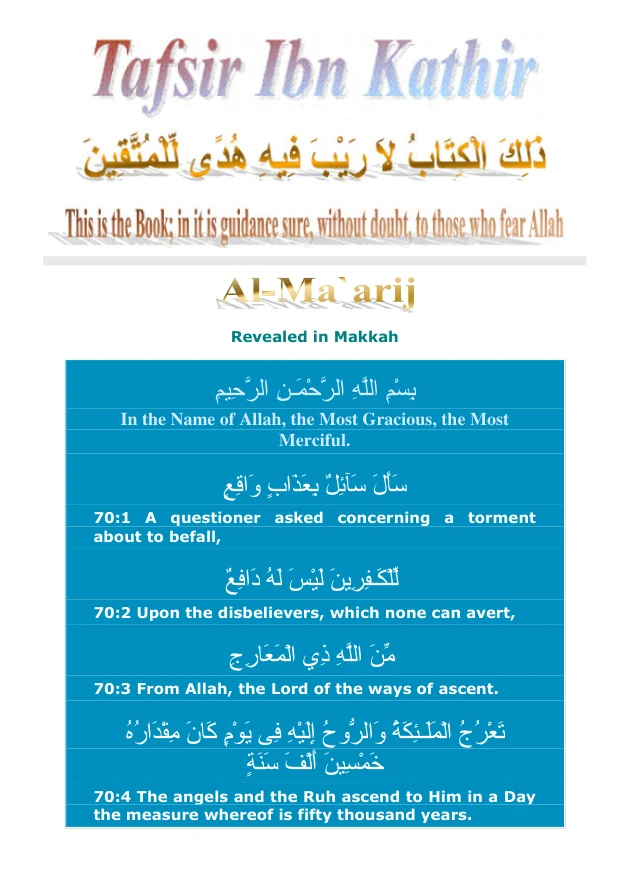 Tafsir Ibn Kathir
ذَلِكَ الْكِتَابُ لاَ رَيْبَ فِيهِ هُدًى لِّلْمُتَّقِينَ
This is the Book; in it is guidance sure, without doubt, to those who fear Allah
Al-Ma`arij
Revealed in Makkah
بِسْمِ اللَّهِ الرَّحْمَـنِ الرَّحِيمِ
In the Name of Allah, the Most Gracious, the Most
Merciful.
سَأَلَ سَآئِلٌ بِعَذَابٍ وَاقِعٍ
70:1 A questioner asked concerning a torment
about to befall,
لِّلْكَـفِرِينَ لَيْسَ لَهُ دَافِعٌ
70:2 Upon the disbelievers, which none can avert,
مِّنَ اللَّهِ ذِي الْمَعَارِجِ
70:3 From Allah, the Lord of the ways of ascent.
تَعْرُجُ الْمَلَـئِكَةُ وَالرُّوحُ إِلَيْهِ فِى يَوْمٍ كَانَ مِقْدَارُهُ
خَمْسِينَ أَلْفَ سَنَةٍ
70:4 The angels and the Ruh ascend to Him in a Day
the measure whereof is fifty thousand years.